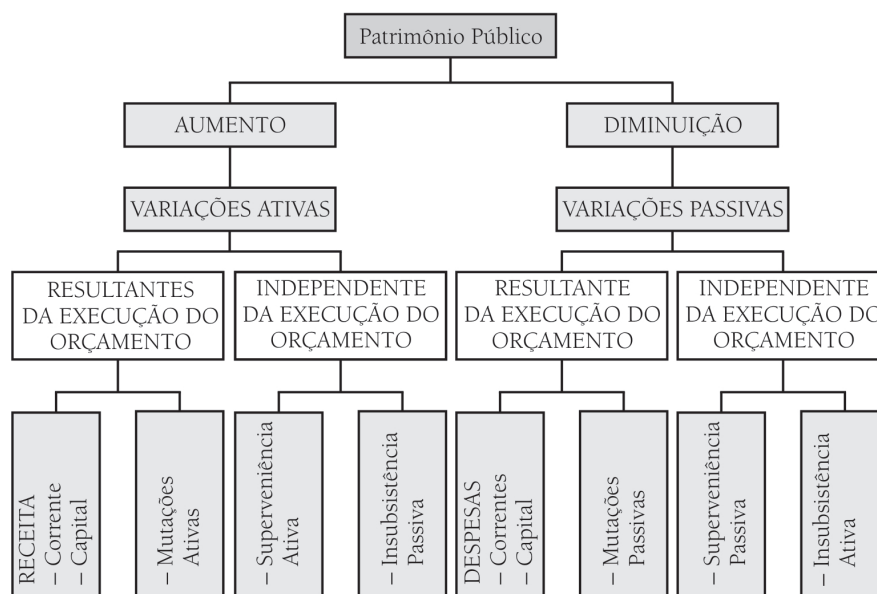 Patrimônio Público
AUMENTO
DIMINUIÇÃO
VARIAÇÕES ATIVAS
VARIAÇÕES PASSIVAS
RESULTANTES
DA EXECUÇÃO DO
ORÇAMENTO
INDEPENDENTE
DA EXECUÇÃO DO
ORÇAMENTO
RESULTANTE
DA EXECUÇÃO DO
ORÇAMENTO
INDEPENDENTE
DA EXECUÇÃO DO
ORÇAMENTO
RECEITA
– Corrente
– Capital
– Mutações
Ativas
– Superveniência
Ativa
– Insubsistência
Passiva
DESPESAS
– Correntes
– Capital
– Mutações
Passivas
– Superveniência
Passiva
– Insubsistência
Ativa